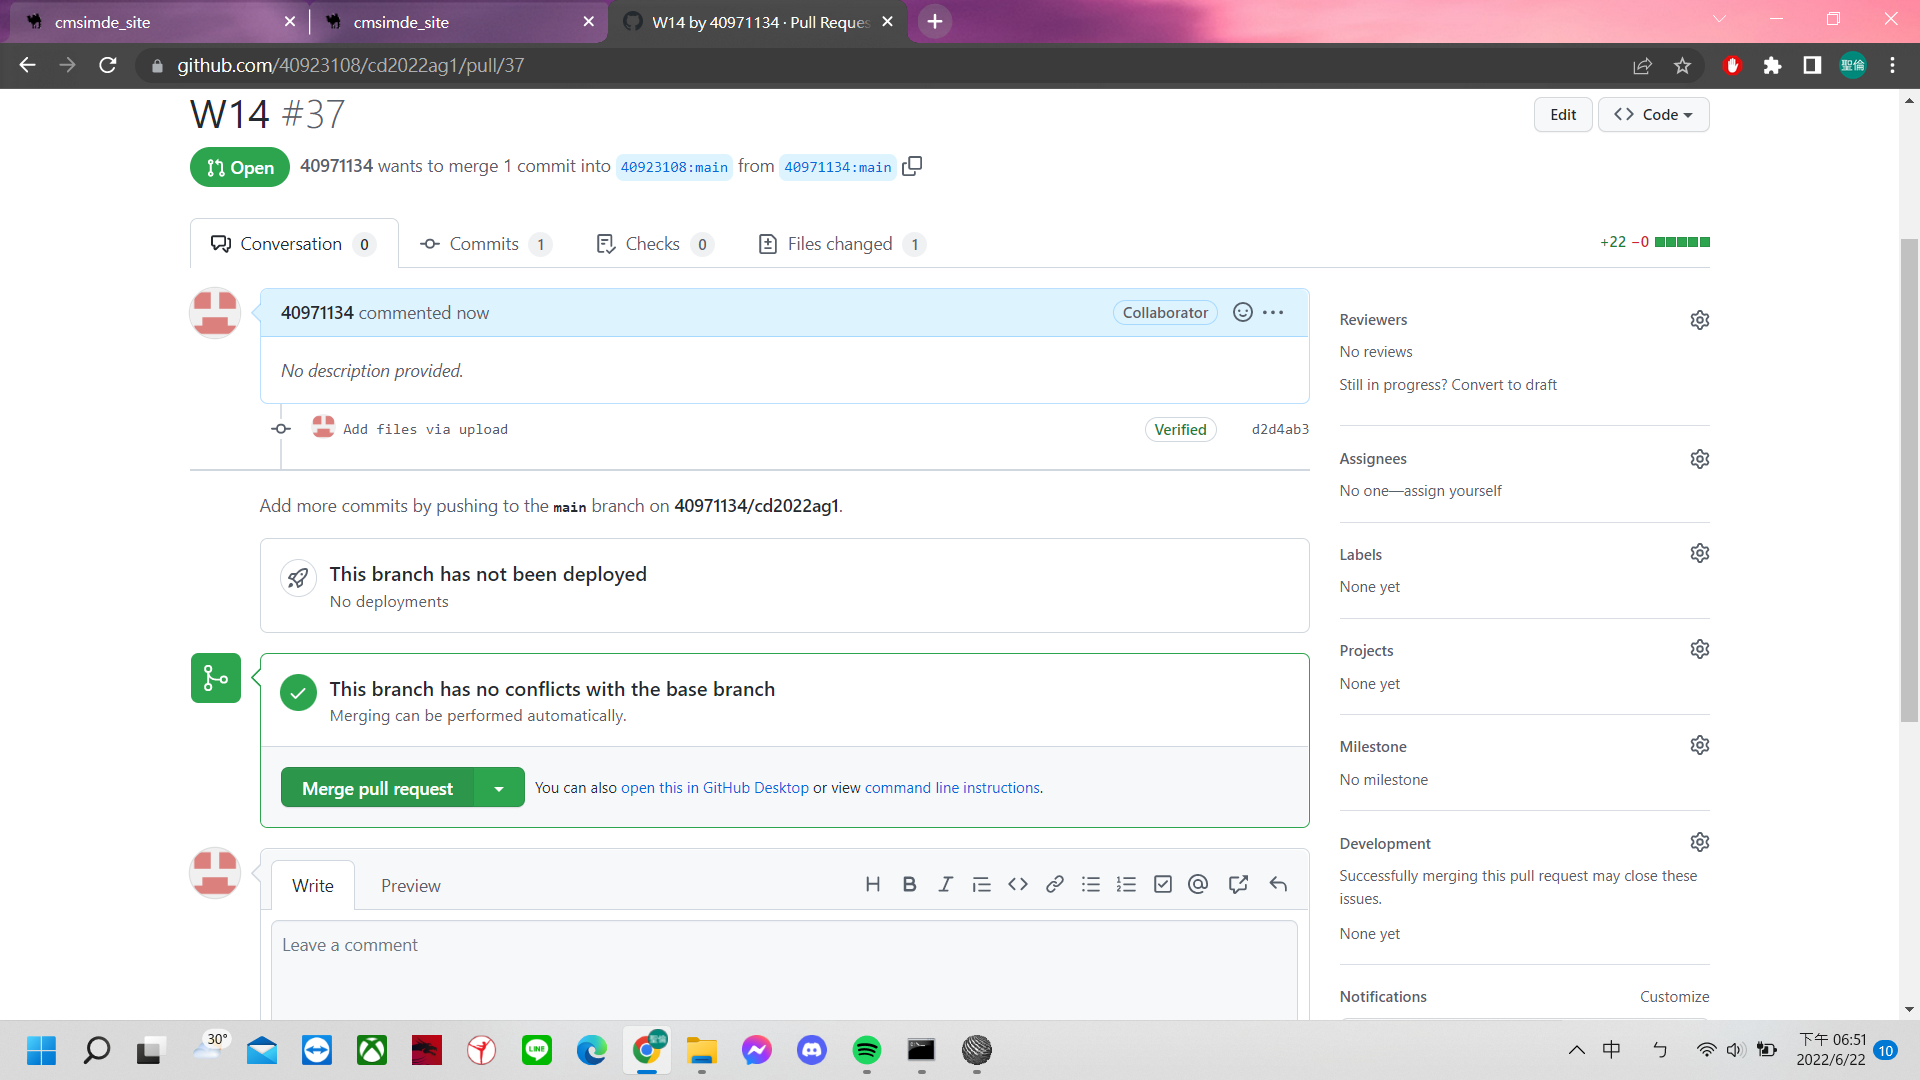 cmsimde_site
cmsimde_site
W14 by 40971134 · Pull Reques
github.com/40923108/cd2022ag1/pull/37
聖倫
W14 #37
Edit
Code
Open
40971134 wants to merge 1 commit into 40923108:main from 40971134:main
Conversation 0
Commits 1
Checks 0
Files changed 1
+22 −0
40971134 commented now
Collaborator
No description provided.
Add files via upload
Verified
d2d4ab3
Add more commits by pushing to the main branch on 40971134/cd2022ag1.
This branch has not been deployed
No deployments
This branch has no conflicts with the base branch
Merging can be performed automatically.
Merge pull request
You can also open this in GitHub Desktop or view command line instructions.
Write
Preview
Leave a comment
Reviewers
No reviews
Still in progress? Convert to draft
Assignees
No one—assign yourself
Labels
None yet
Projects
None yet
Milestone
No milestone
Development
Successfully merging this pull request may close these
issues.
None yet
Notifications
Customize
30°
LINE
聖倫
中
ㄅ
下午 06:51
2022/6/22
10